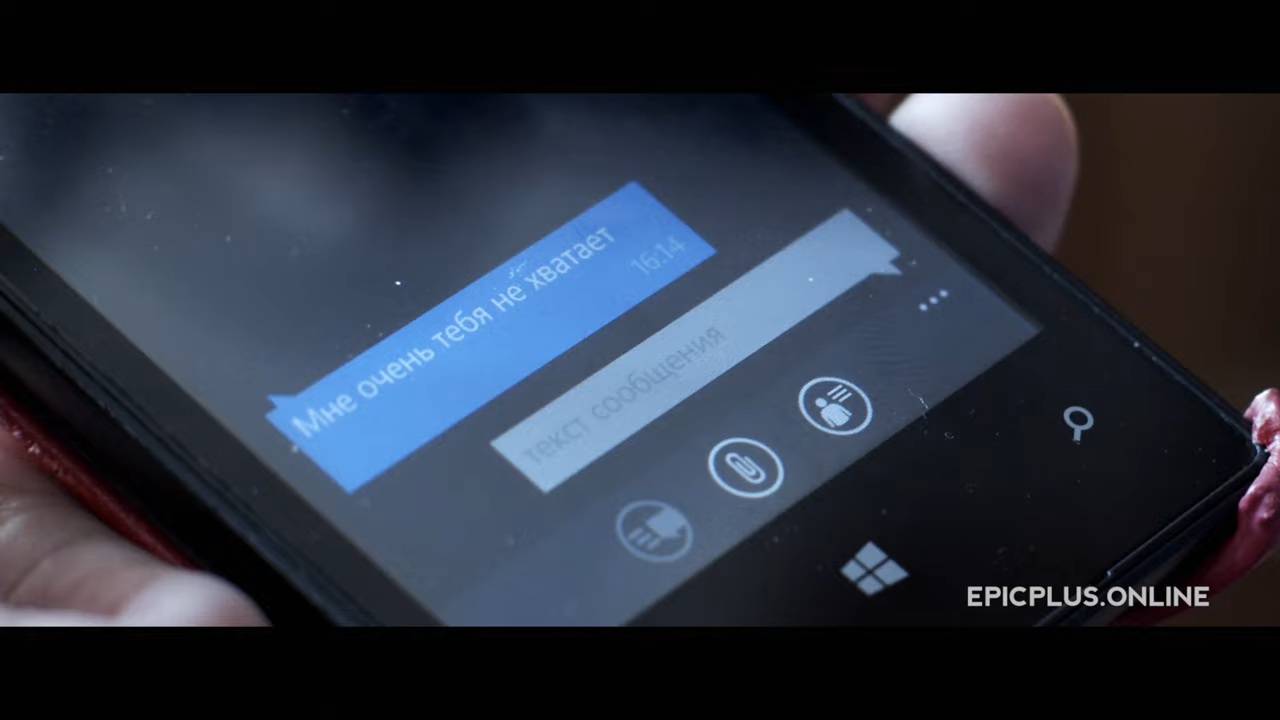 Мне очень тебя не хватает
16:14
текст сообщения
EPICPLUS.ONLINE